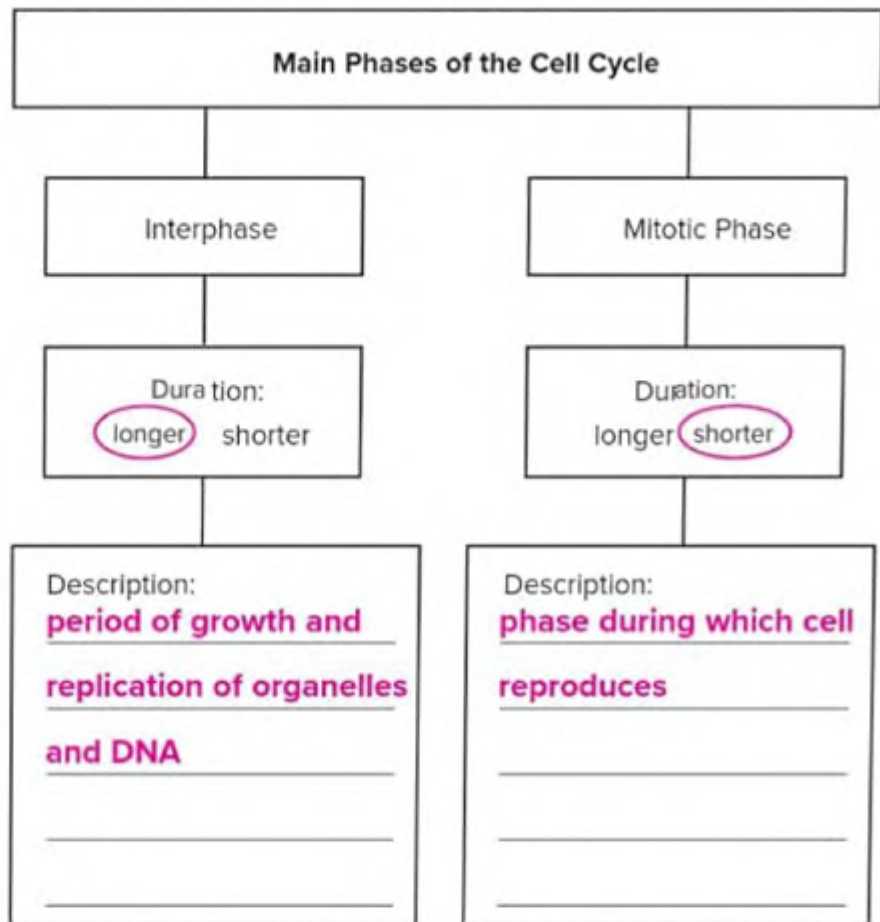 Main Phases of the Cell Cycle
Interphase
Mitotic Phase
Duration:
longer shorter
Duration:
longer shorter
Description:
period of growth and
replication of organelles
and DNA
Description:
phase during which cell
reproduces